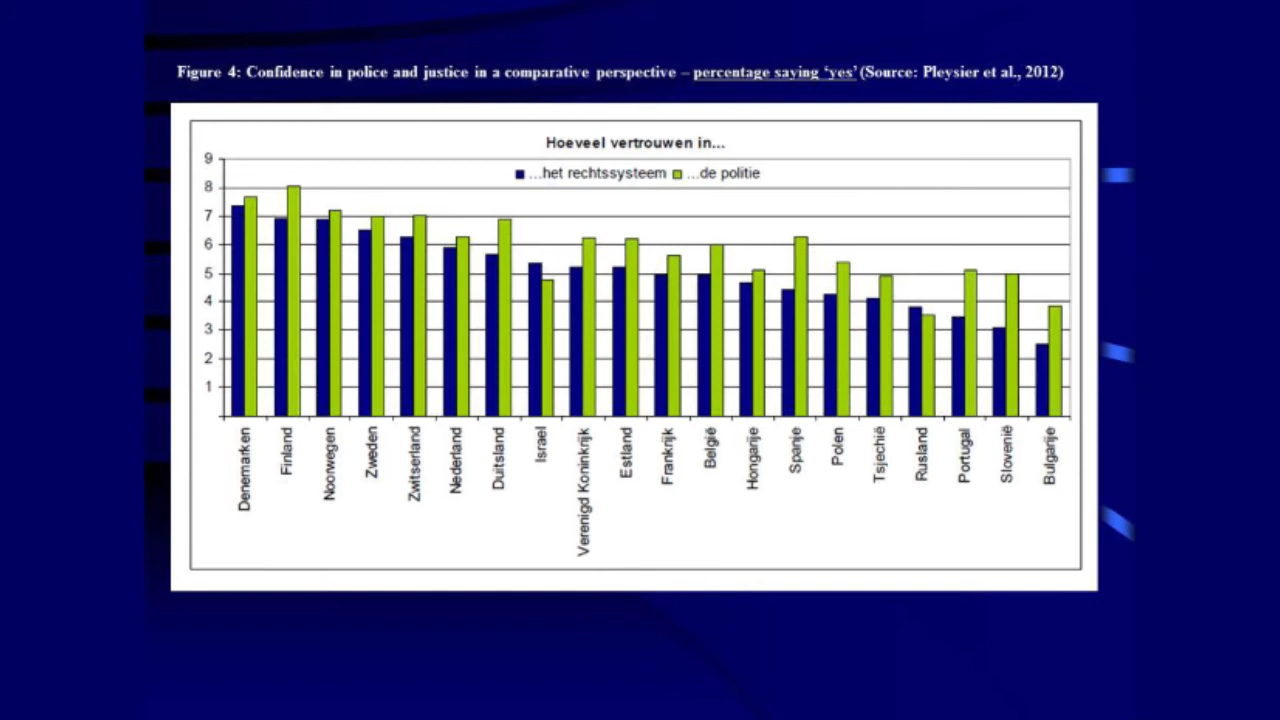 Figure 4: Confidence in police and justice in a comparative perspective – percentage saying ‘yes’ (Source: Pleysier et al., 2012)
Hoeveel vertrouwen in...
...het rechtssysteem ...de politie
9
8
7
6
5
4
3
2
1
Denemarken
Finland
Noorwegen
Zweden
Zwitserland
Nederland
Duitsland
Israel
Verenigd Koninkrijk
Estland
Frankrijk
België
Hongarije
Spanje
Polen
Tsjechië
Rusland
Portugal
Slovenië
Bulgarije